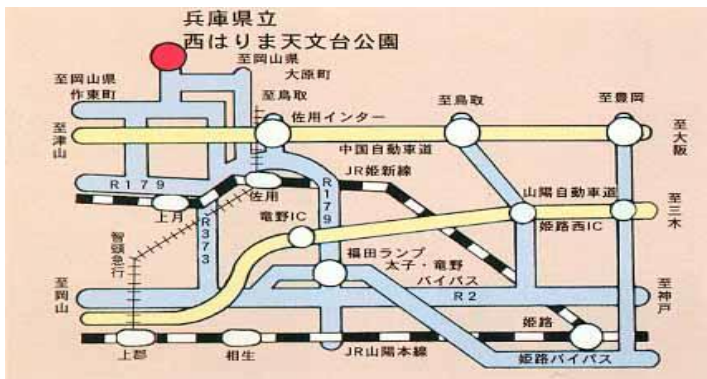 兵庫県立
西はりま天文台公園
至岡山県
作東町
至岡山県
大原町
至鳥取
佐用インター
至鳥取
至豊岡
至津山
中国自動車道
至大阪
R179
上月
佐用
JR姫新線
R179
山陽自動車道
至三木
R373
竜野IC
姫路西IC
智頭急行
福田ランプ
太子・竜野
バイパス
至岡山
R2
至神戸
姫路
上郡
相生
JR山陽本線
姫路バイパス